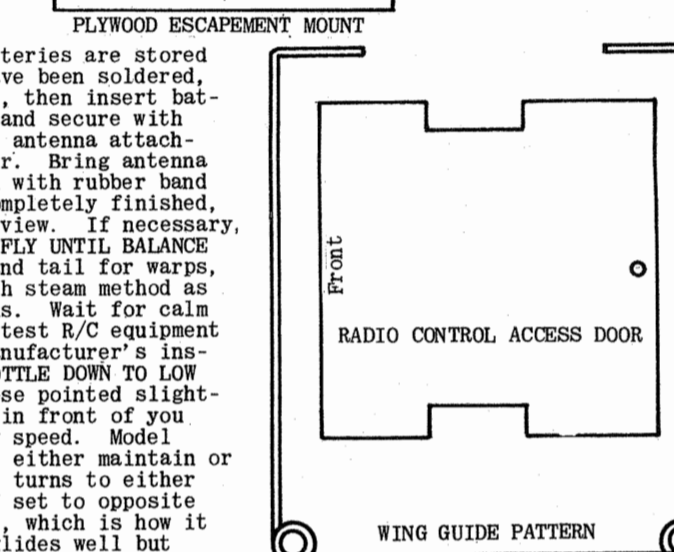 PLYWOOD ESCAPEMENT MOUNT
teries are stored
ve been soldered,
, then insert bat-
and secure with
antenna attach-
r. Bring antenna
with rubber band
mpletely finished,
view. If necessary,
FLY UNTIL BALANCE
nd tail for warps,
h steam method as
s. Wait for calm
test R/C equipment
nufacturer's ins-
TTLE DOWN TO LOW
se pointed slight-
in front of you
speed. Model
either maintain or
turns to either
set to opposite
, which is how it
lides well but
Front
RADIO CONTROL ACCESS DOOR
WING GUIDE PATTERN